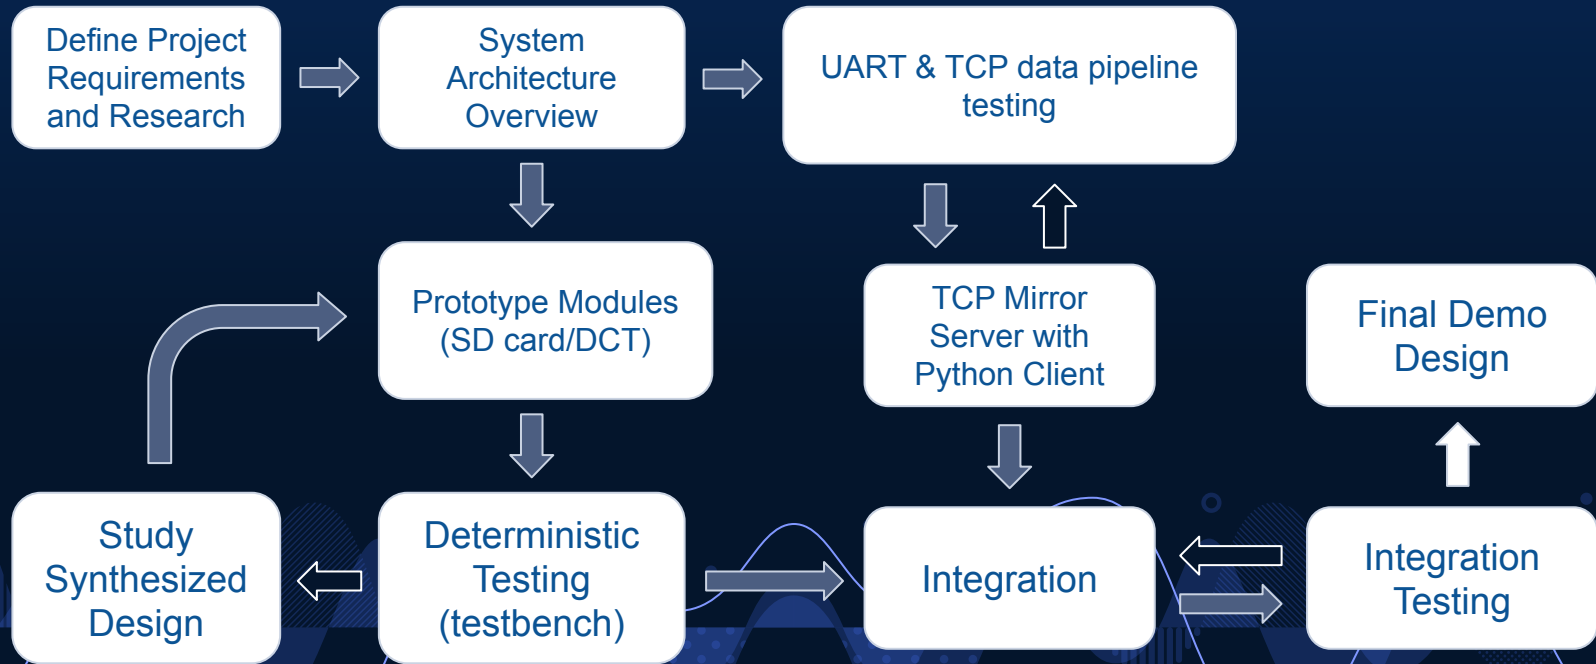 Define Project
Requirements
and Research
System
Architecture
Overview
UART & TCP data pipeline
testing
Prototype Modules
(SD card/DCT)
TCP Mirror
Server with
Python Client
Final Demo
Design
Study
Synthesized
Design
Deterministic
Testing
(testbench)
Integration
Integration
Testing